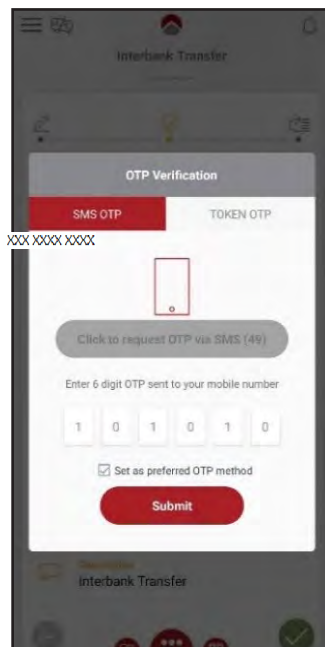 Interbank Transfer
OTP Verification
SMS OTP TOKEN OTP
XXX XXXX XXXX
Click to request OTP via SMS (49)
Enter 6 digit OTP sent to your mobile number
1 0 1 0 1 0
Set as preferred OTP method
Submit
interbank Transfer